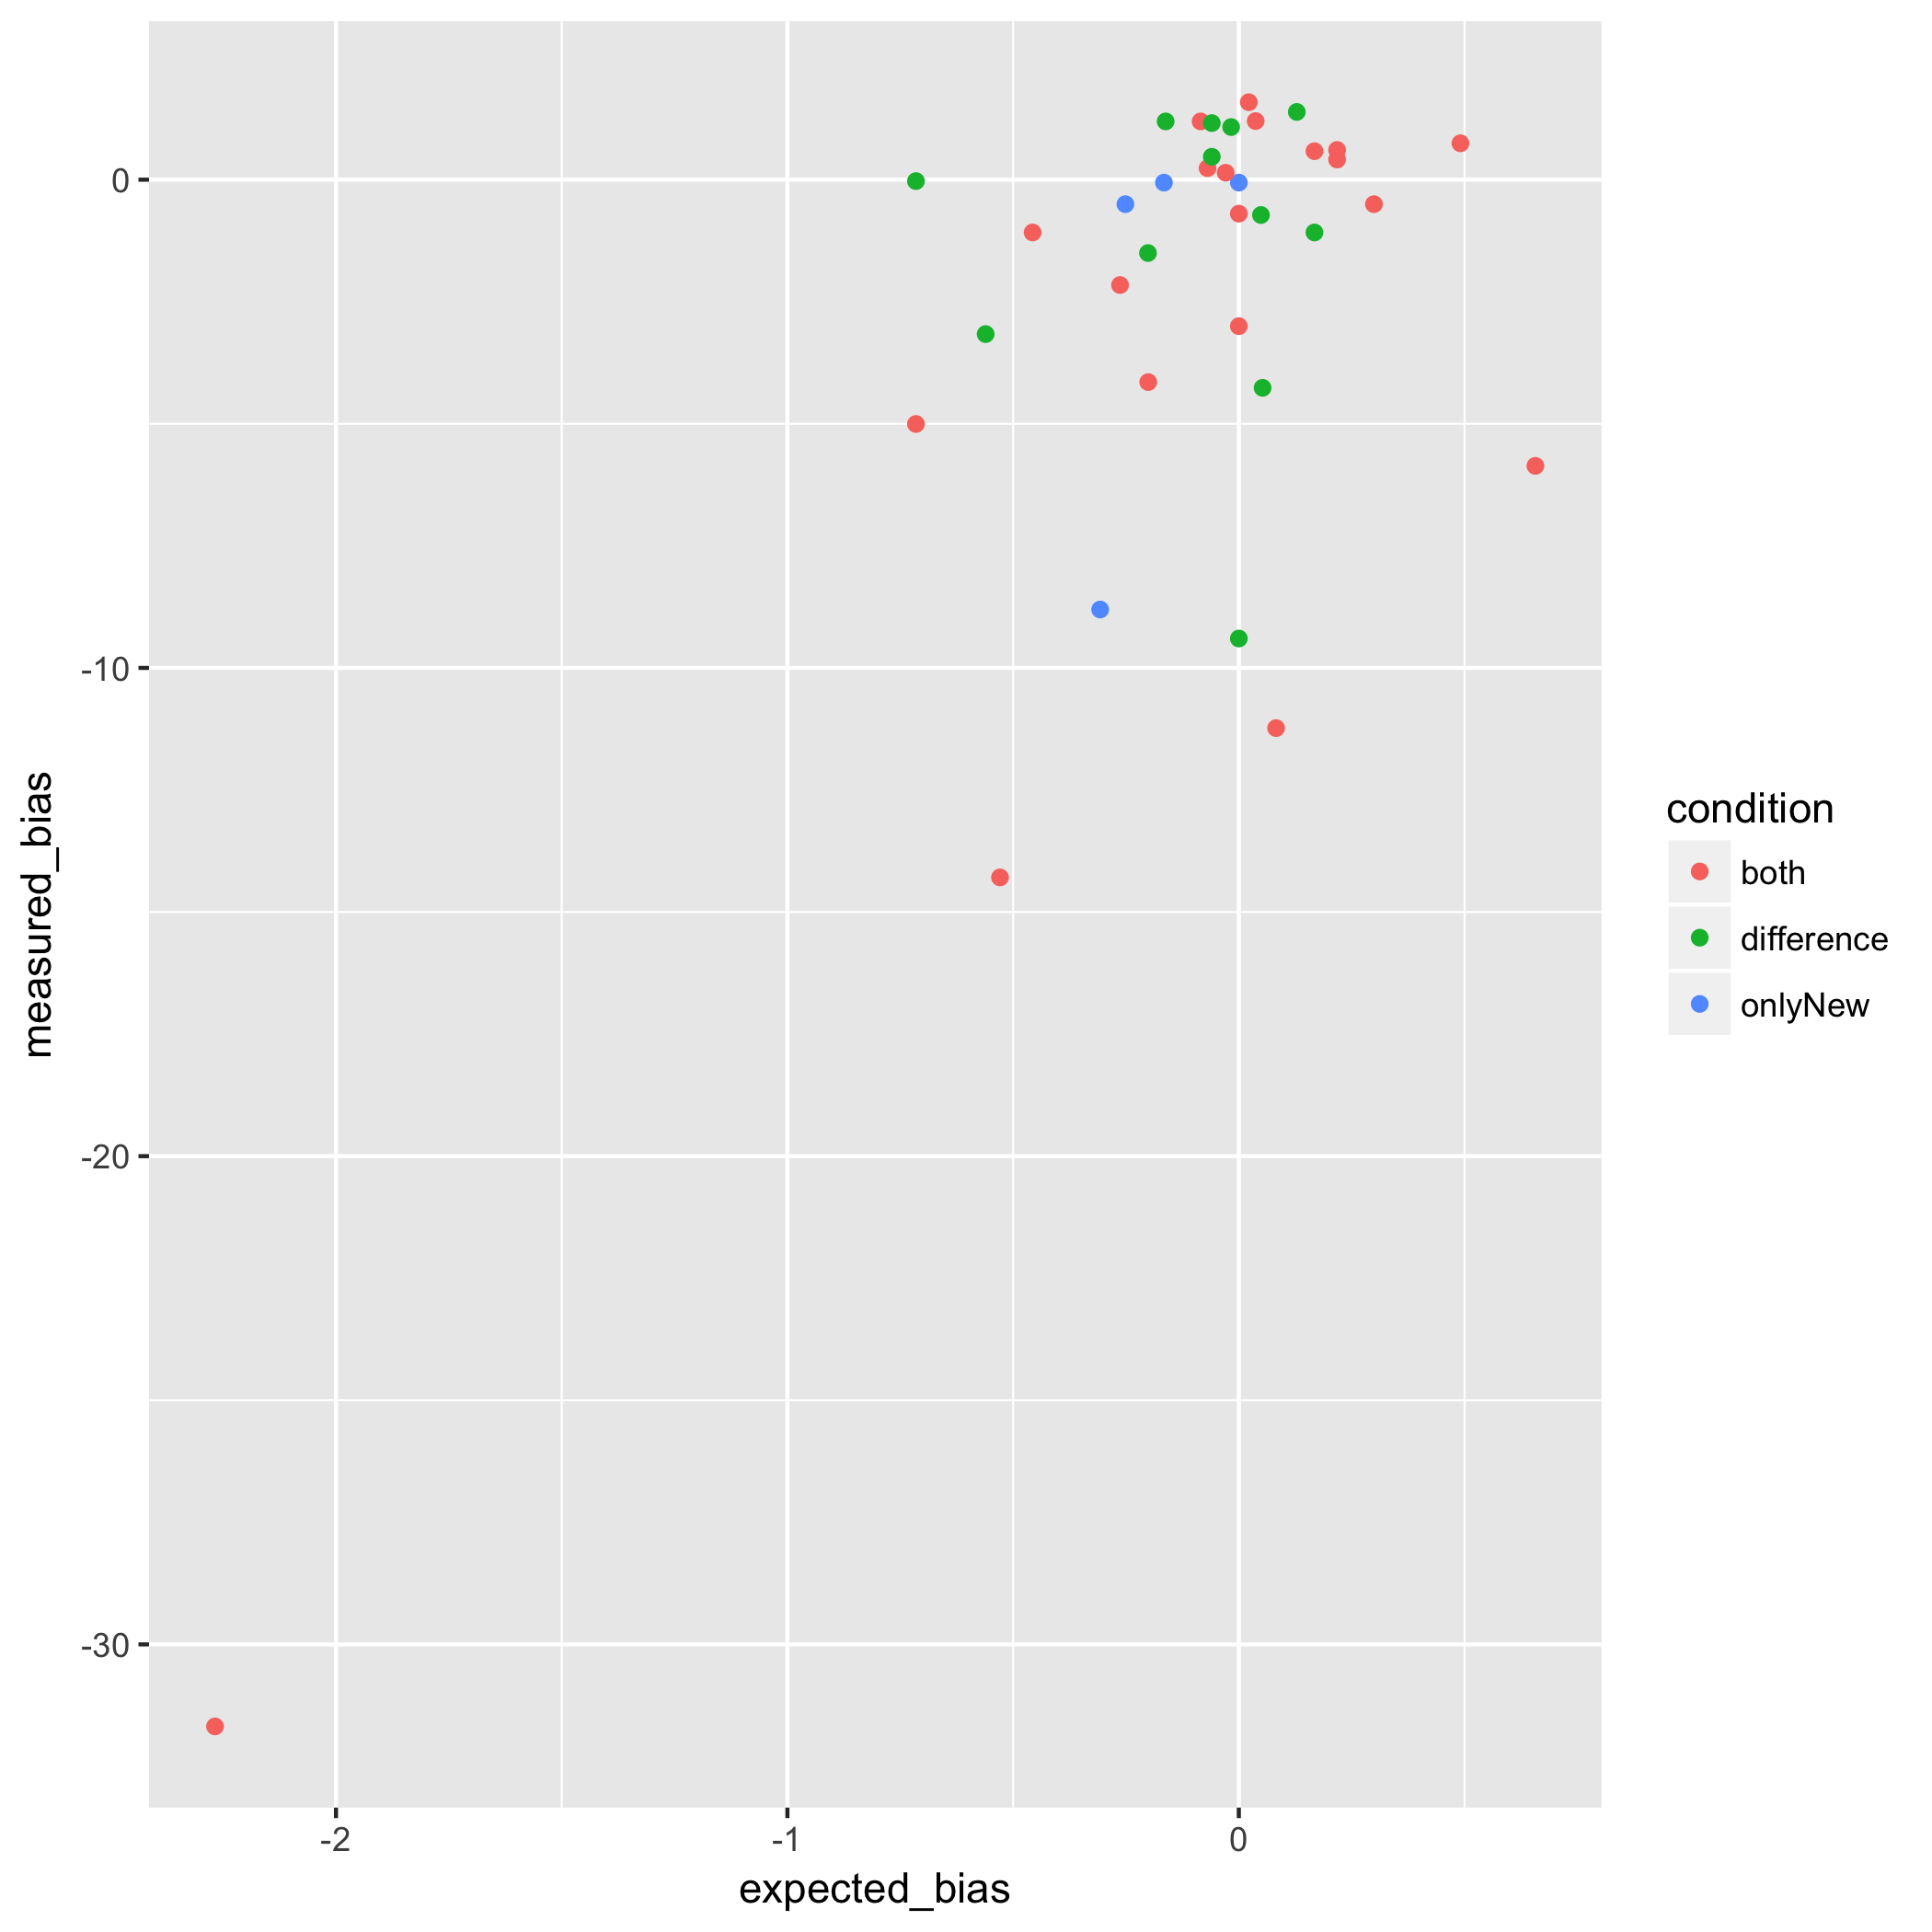 0
-10
-20
-30
measured_bias
-2
-1
0
expected_bias
condition
both
difference
onlyNew